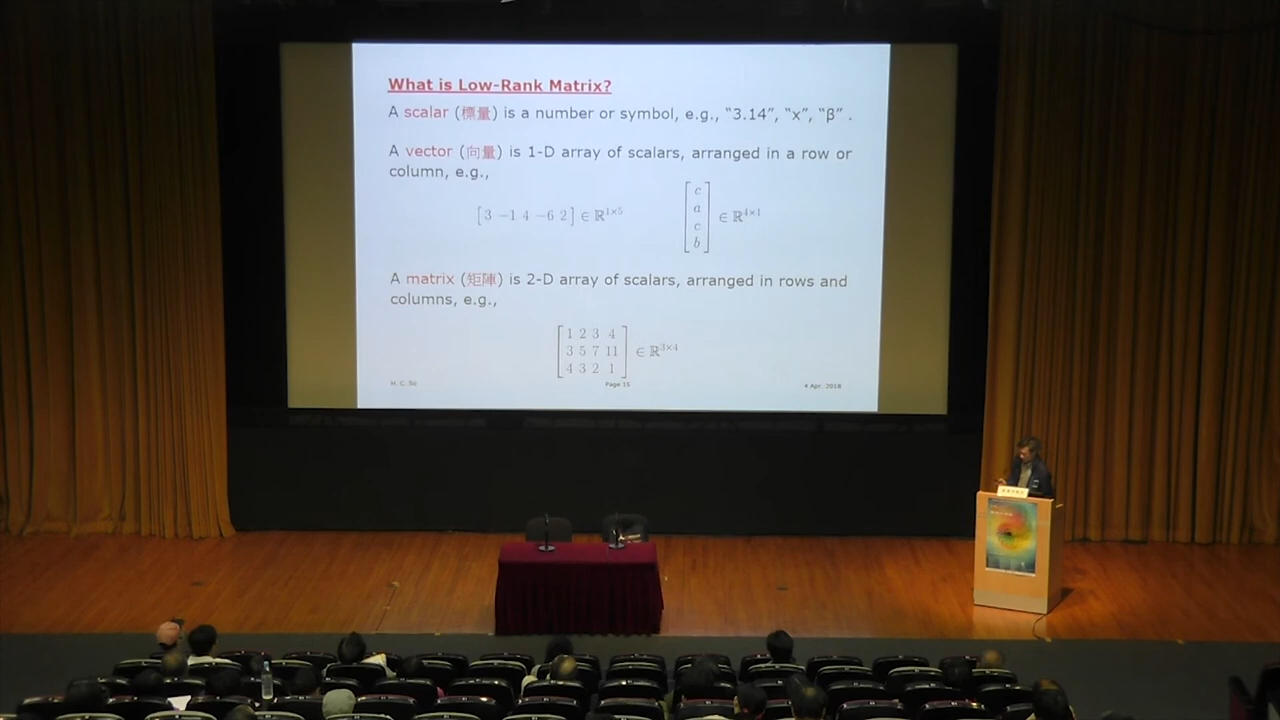 What is Low-Rank Matrix?
A scalar (標量) is a number or symbol, e.g., “3.14”, “x”, “β” .
A vector (向量) is 1-D array of scalars, arranged in a row or
column, e.g.,
[3 −1 4 −6 2] ∈ ℝ^{1×5}
[c a c b] ∈ ℝ^{4×1}
A matrix (矩陣) is 2-D array of scalars, arranged in rows and
columns, e.g.,
1 2 3 4
3 5 7 11 ∈ ℝ^{3×4}
4 3 2 1
H. C. So Page 15 4 Apr. 2018